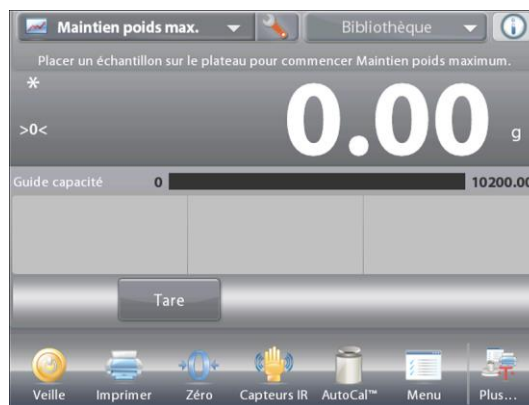 Maintien poids max. Bibliothèque
Placer un échantillon sur le plateau pour commencer Maintien poids maximum.
*
>0< 0.00 g
Guide capacité 0 10200.00
Tare
Veille Imprimer Zéro Capteurs IR AutoCal™ Menu Plus...